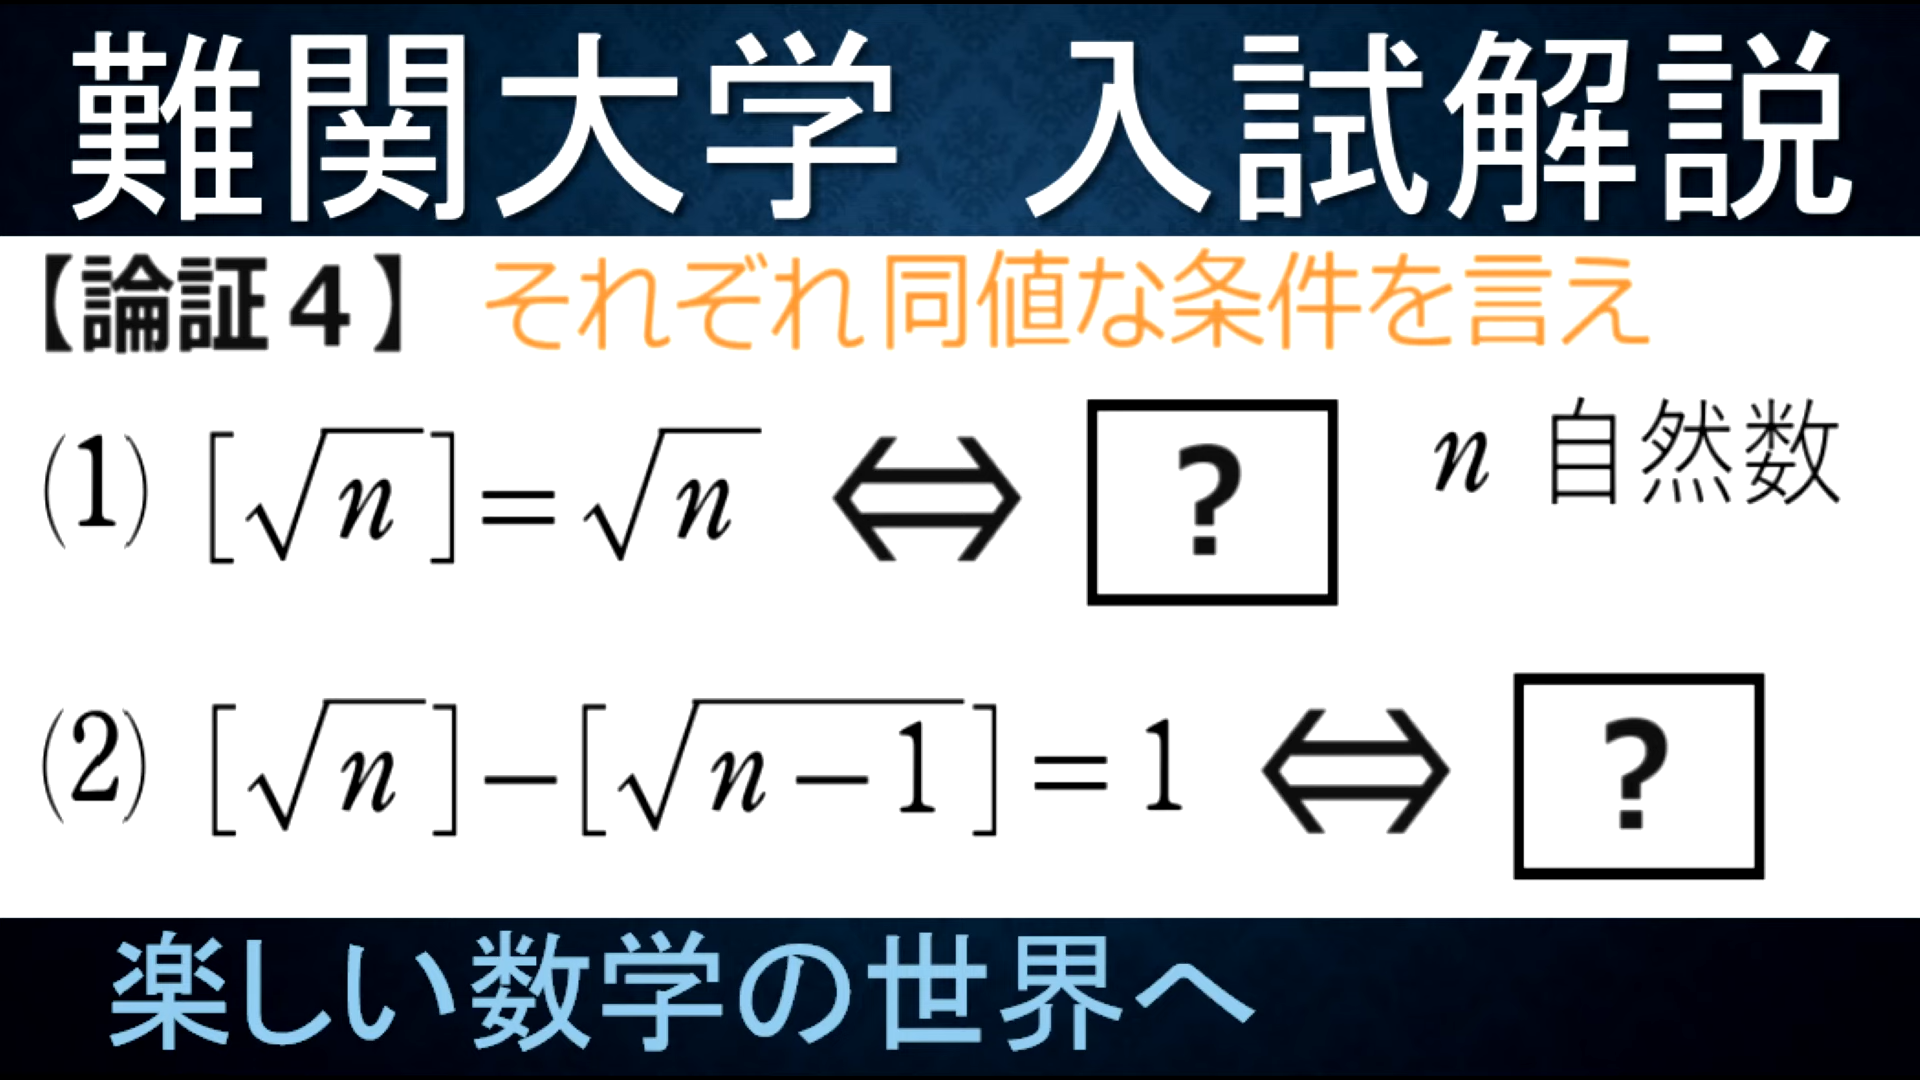 難関大学 入試解説
【論証4】 それぞれ同値な条件を言え
(1) [√n] = √n ⇔ ? n 自然数
(2) [√n] − [√n−1] = 1 ⇔ ?
楽しい数学の世界へ